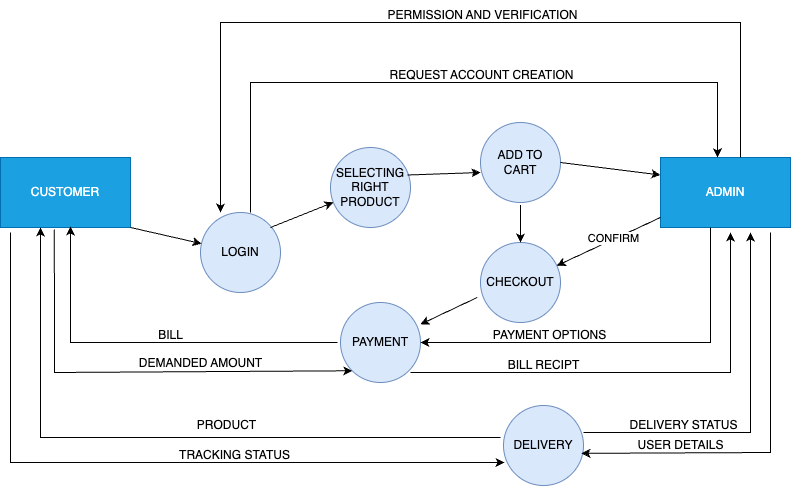 PERMISSION AND VERIFICATION
REQUEST ACCOUNT CREATION
ADD TO
CART
SELECTING
RIGHT
PRODUCT
CUSTOMER
ADMIN
LOGIN
CONFIRM
CHECKOUT
BILL
PAYMENT
PAYMENT OPTIONS
DEMANDED AMOUNT
BILL RECIPT
PRODUCT
DELIVERY STATUS
DELIVERY
USER DETAILS
TRACKING STATUS